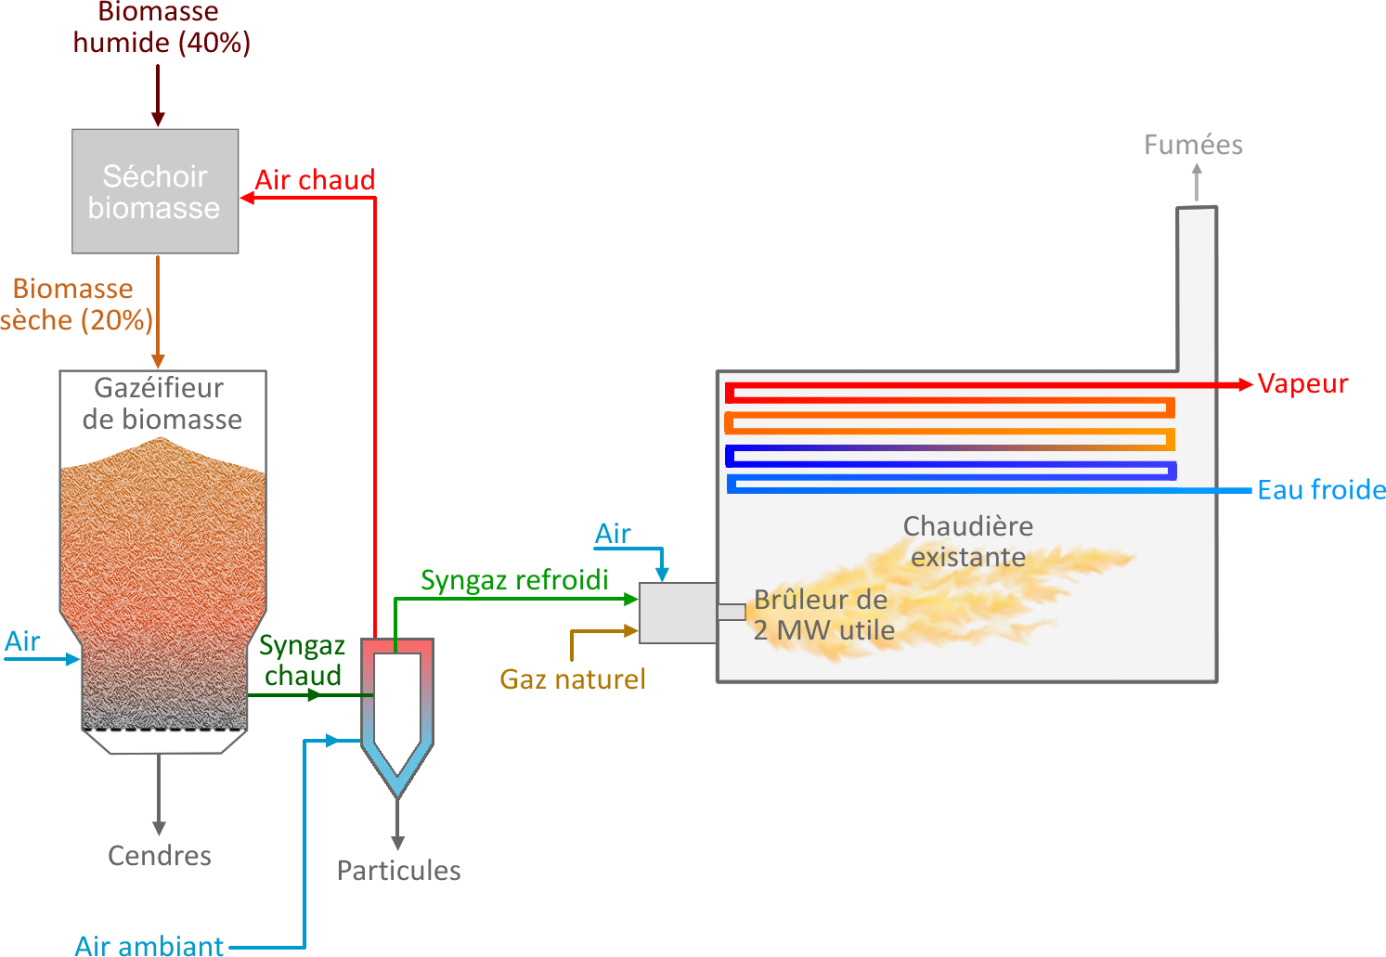 Biomasse
humide (40%)
Séchoir
biomasse
Air chaud
Biomasse
sèche (20%)
Gazéifieur
de biomasse
Air
Syngaz
chaud
Cendres
Air ambiant
Particules
Syngaz refroidi
Air
Gaz naturel
Brûleur de
2 MW utile
Chaudière
existante
Fumées
Vapeur
Eau froide